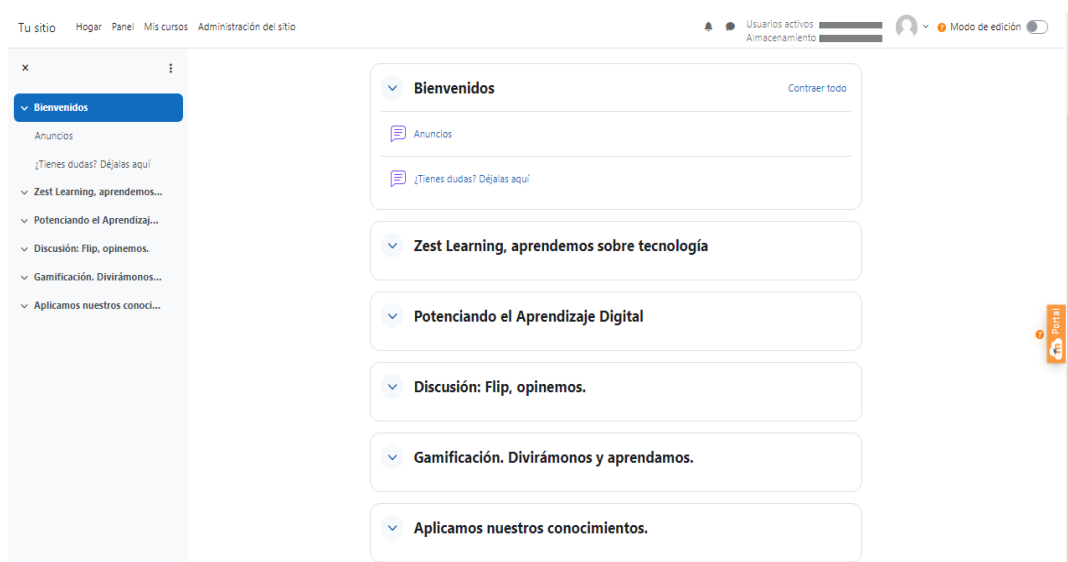 Tu sitio Hogar Panel Mis cursos Administración del sitio Usuarios activos Modo de edición
Almacenamiento
Bienvenidos
Anuncios
¿Tienes dudas? Déjalas aquí
Zest Learning, aprendemos...
Potenciando el Aprendizaj...
Discusión: Flip, opinemos.
Gamificación. Divirámonos...
Aplicamos nuestros conoci...
Bienvenidos Contraer todo
Anuncios
¿Tienes dudas? Déjalas aquí
Zest Learning, aprendemos sobre tecnología
Potenciando el Aprendizaje Digital
Discusión: Flip, opinemos.
Gamificación. Divirámonos y aprendamos.
Aplicamos nuestros conocimientos.
Portal